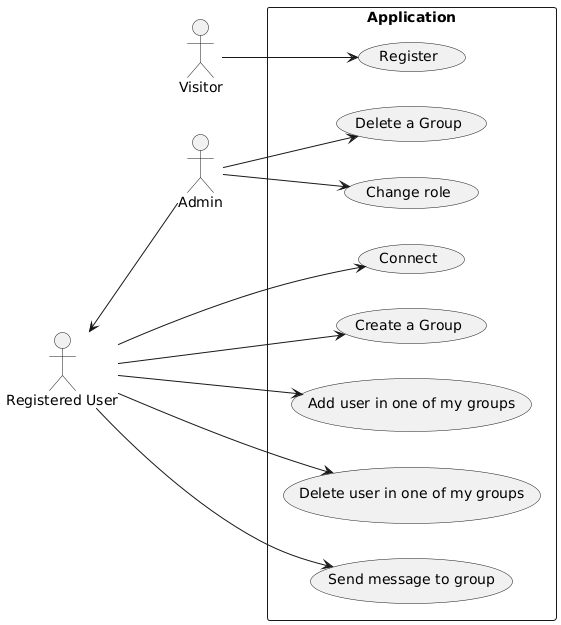 Application
Visitor
Register
Delete a Group
Admin
Change role
Connect
Create a Group
Registered User
Add user in one of my groups
Delete user in one of my groups
Send message to group